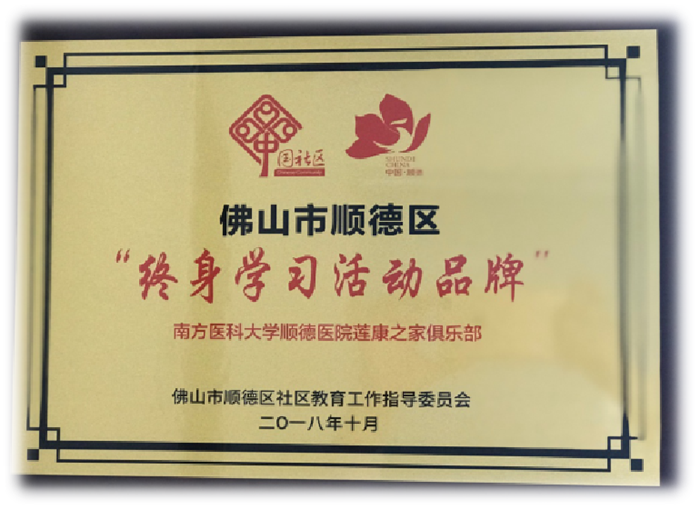 中国社区
SHUNDE
CHINA
中国·顺德
佛山市顺德区
“终身学习活动品牌”
南方医科大学顺德医院莲康之家俱乐部
佛山市顺德区社区教育工作指导委员会
二〇一八年十月